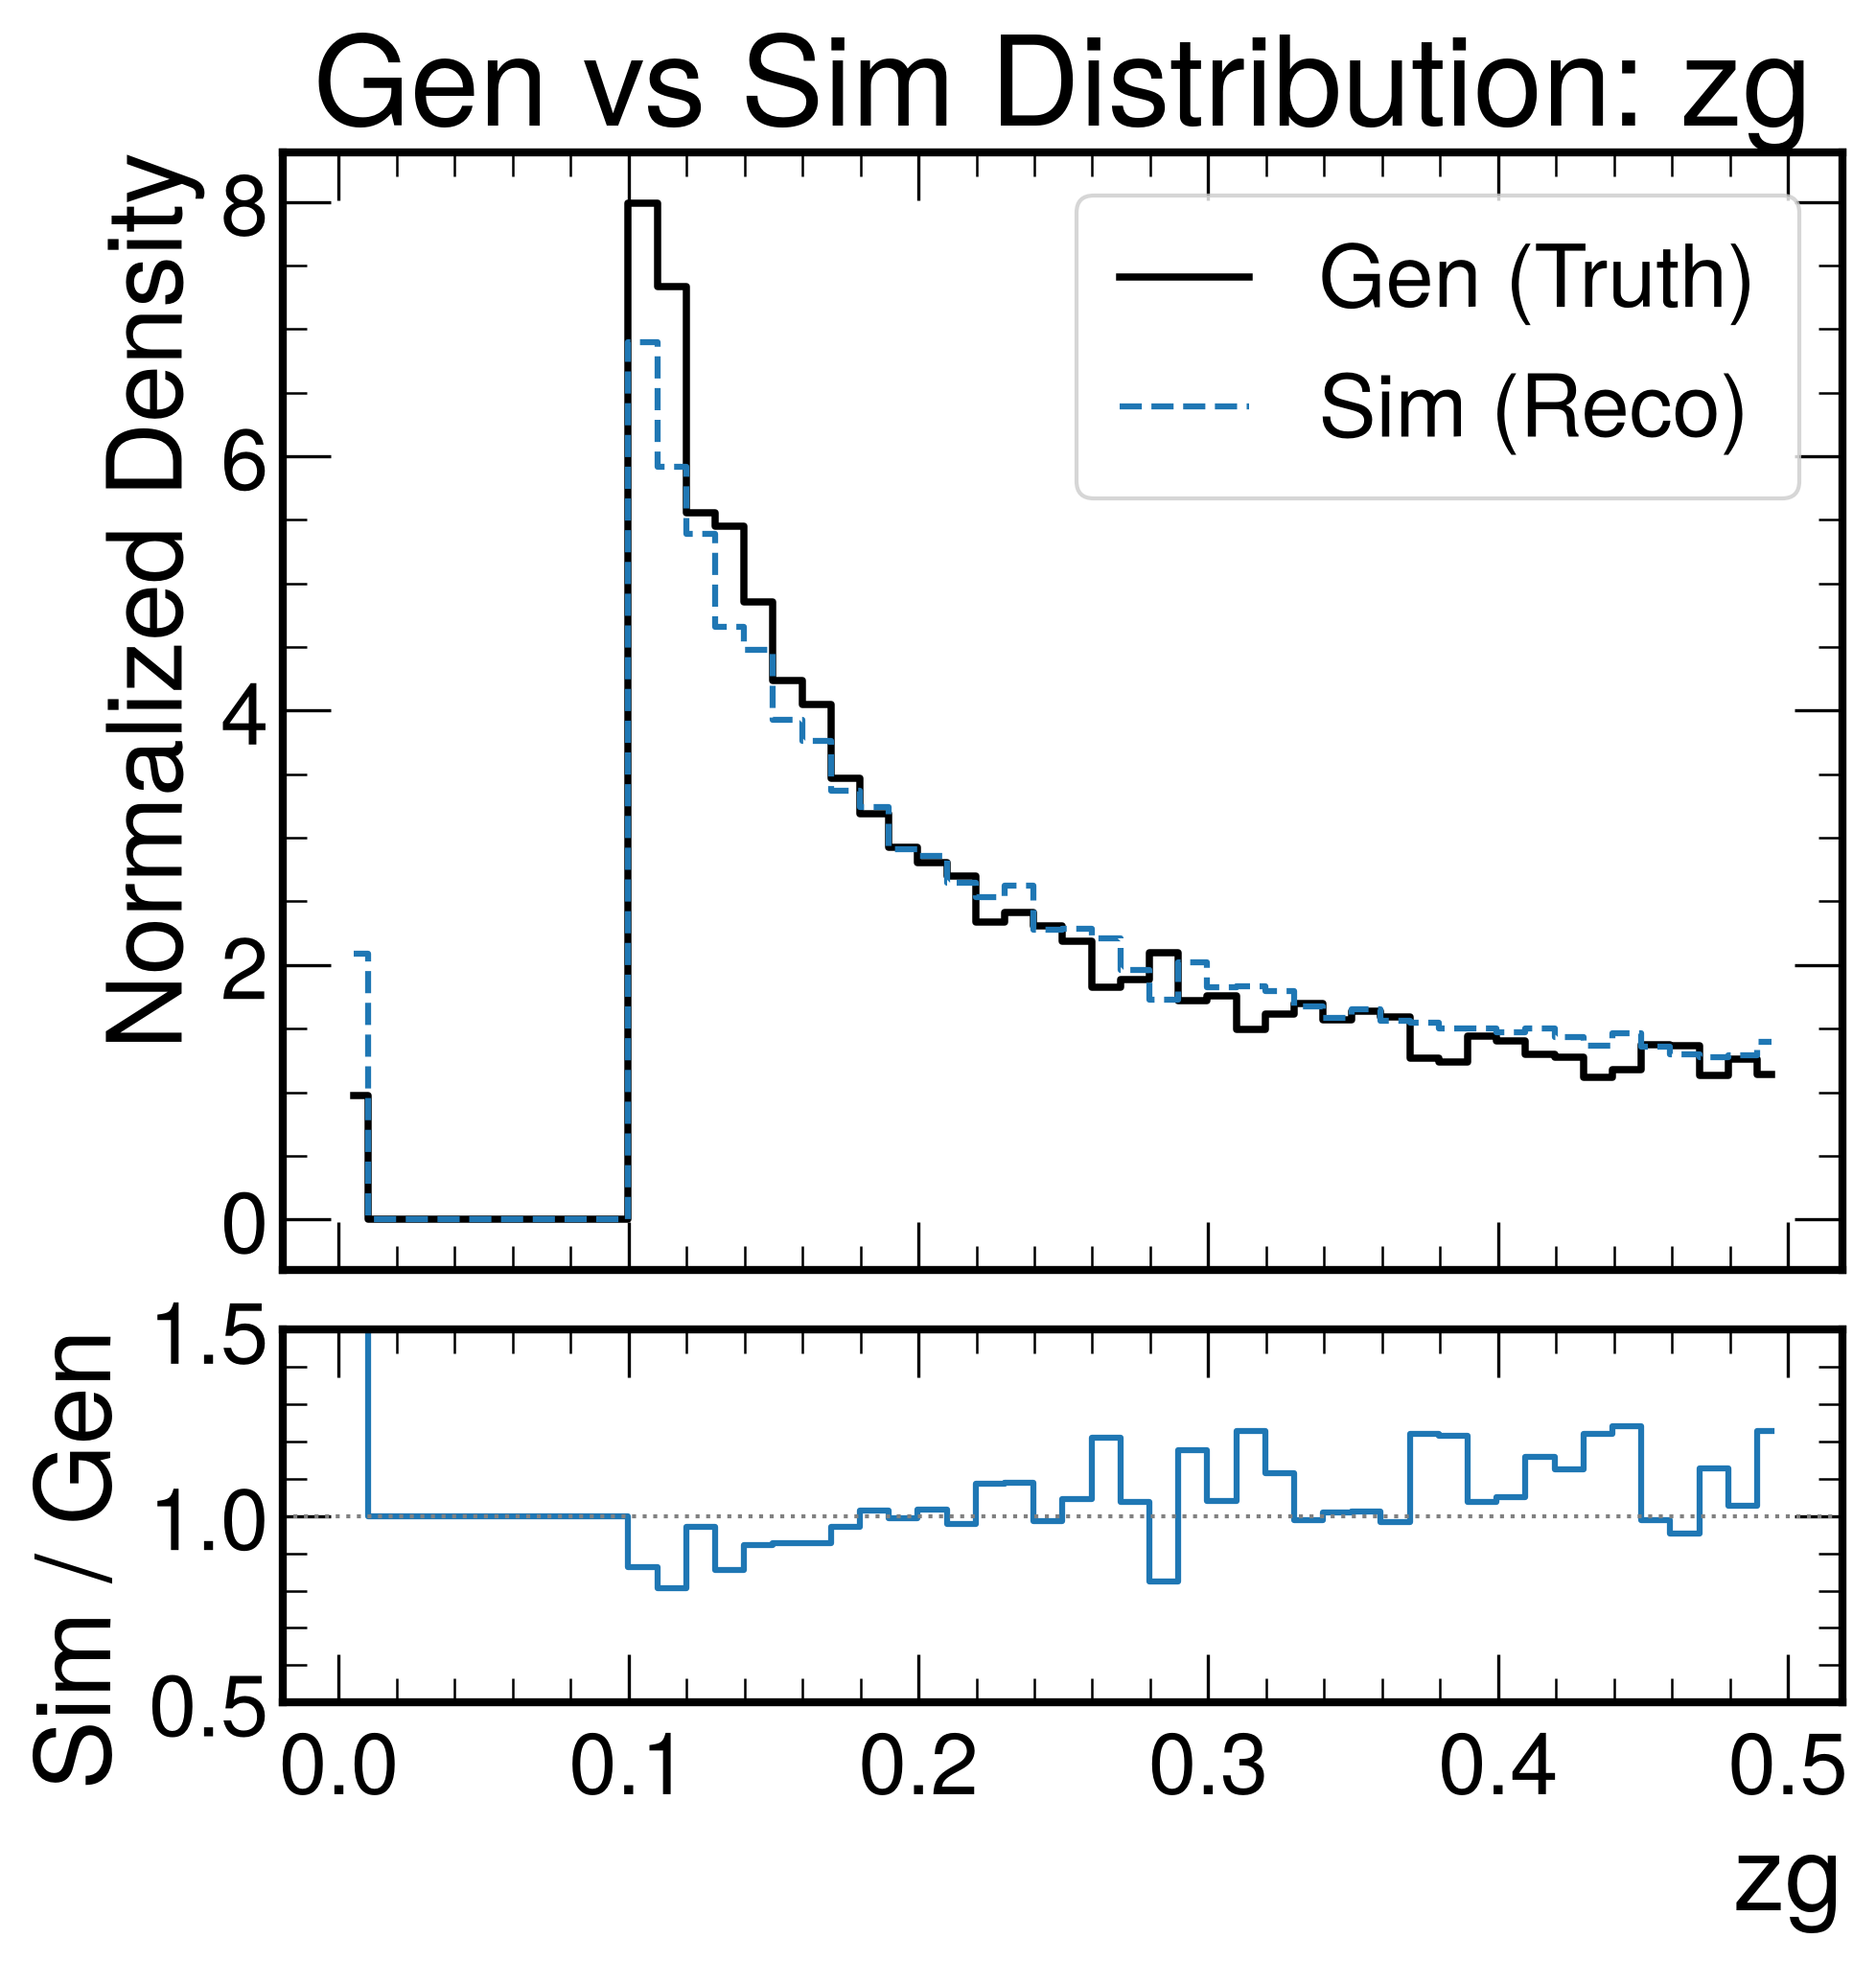 Gen vs Sim Distribution: zg
Normalized Density
8
6
4
2
0
Gen (Truth)
Sim (Reco)
Sim / Gen
1.5
1.0
0.5
0.0 0.1 0.2 0.3 0.4 0.5
zg